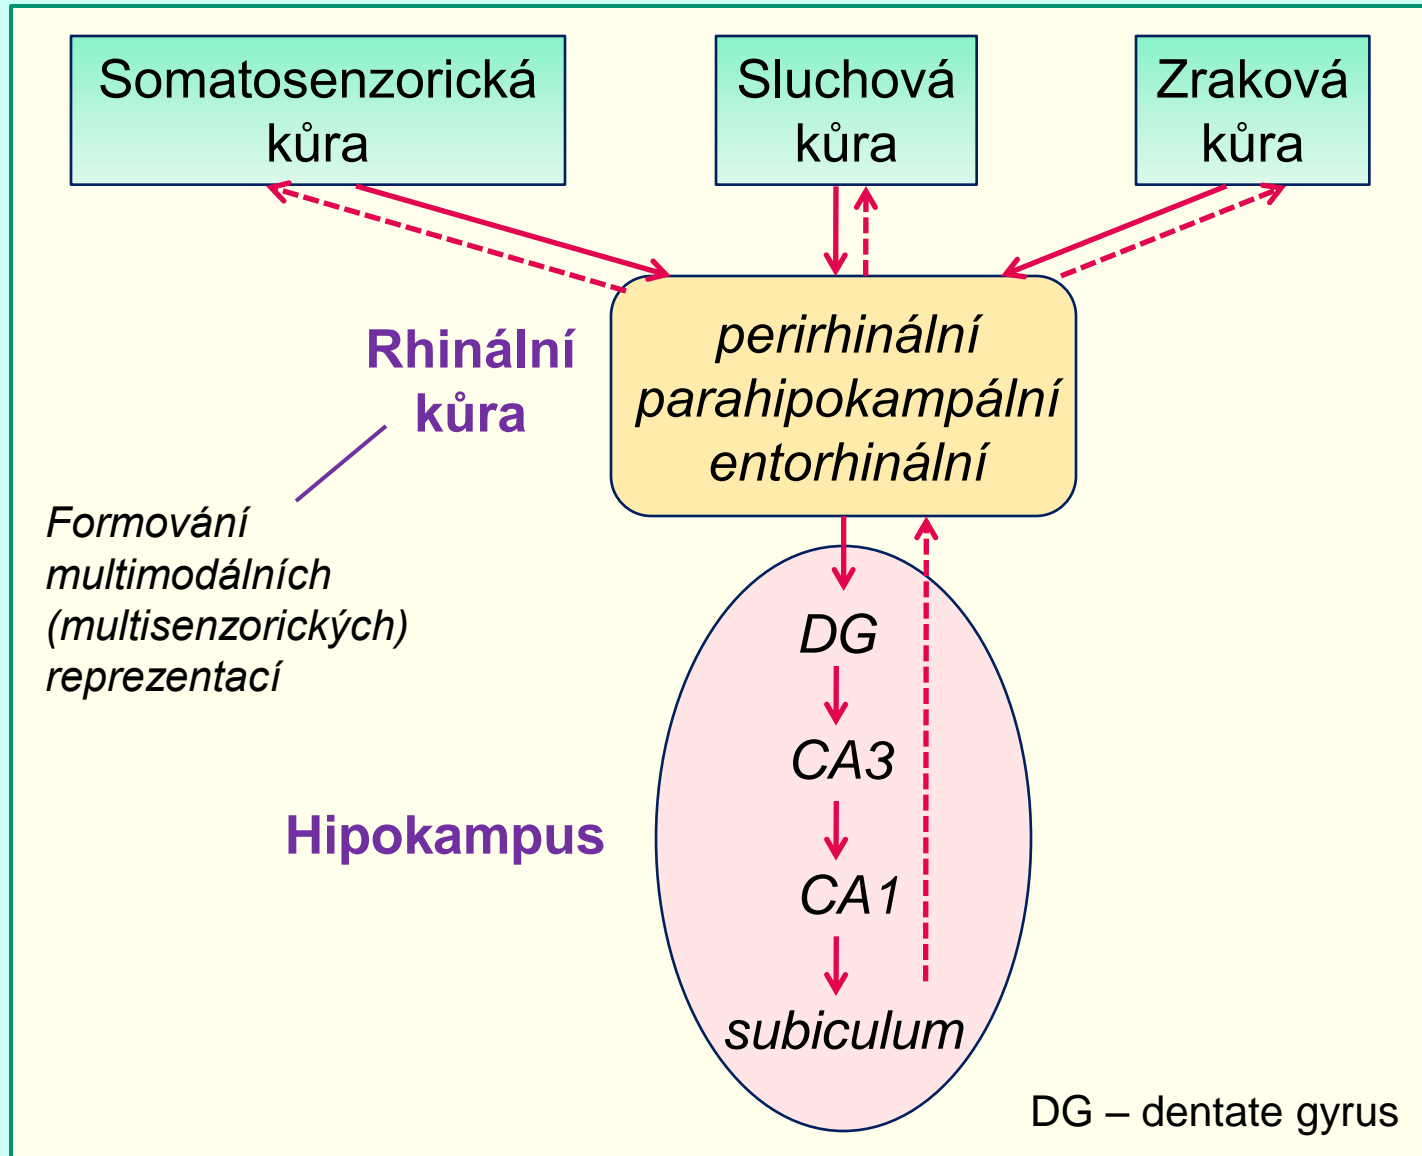 Somatosenzorická
kůra
Sluchová
kůra
Zraková
kůra
Rhinální
kůra
perirhinální
parahipokampální
entorhinální
Formování
multimodálních
(multisenzorických)
reprezentací
DG
CA3
Hipokampus
CA1
subiculum
DG – dentate gyrus